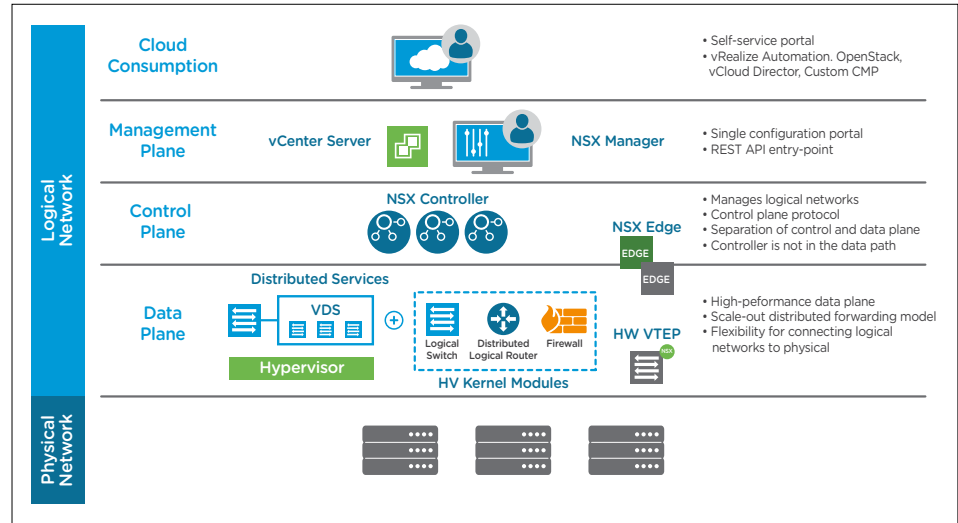 Logical
Network
Physical
Network
Cloud
Consumption
• Self-service portal
• vRealize Automation. OpenStack,
vCloud Director, Custom CMP
Management
Plane
vCenter Server
NSX Manager
• Single configuration portal
• REST API entry-point
Control
Plane
NSX Controller
NSX Edge
EDGE
EDGE
• Manages logical networks
• Control plane protocol
• Separation of control and data plane
• Controller is not in the data path
Data
Plane
Distributed Services
VDS
Hypervisor
Logical
Switch
Distributed
Logical Router
Firewall
HV Kernel Modules
HW VTEP
NSX
• High-peformance data plane
• Scale-out distributed forwarding model
• Flexibility for connecting logical
networks to physical